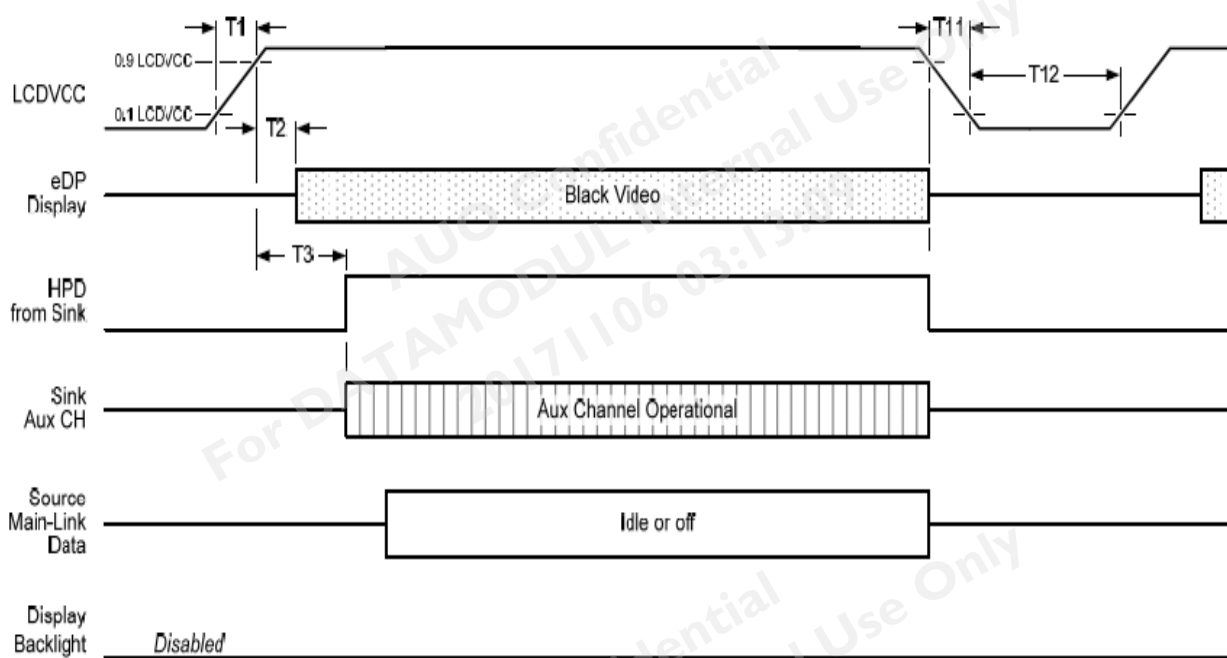 T1
T11
0.9 LCDVCC
T12
LCDVCC
0.1 LCDVCC
T2
eDP
Display
Black Video
T3
HPD
from Sink
Sink
Aux CH
Aux Channel Operational
Source
Main-Link
Data
Idle or off
Display
Backlight
Disabled
AUO Confidential
For DATAMODUL Internal Use Only
20171106 03:13:09